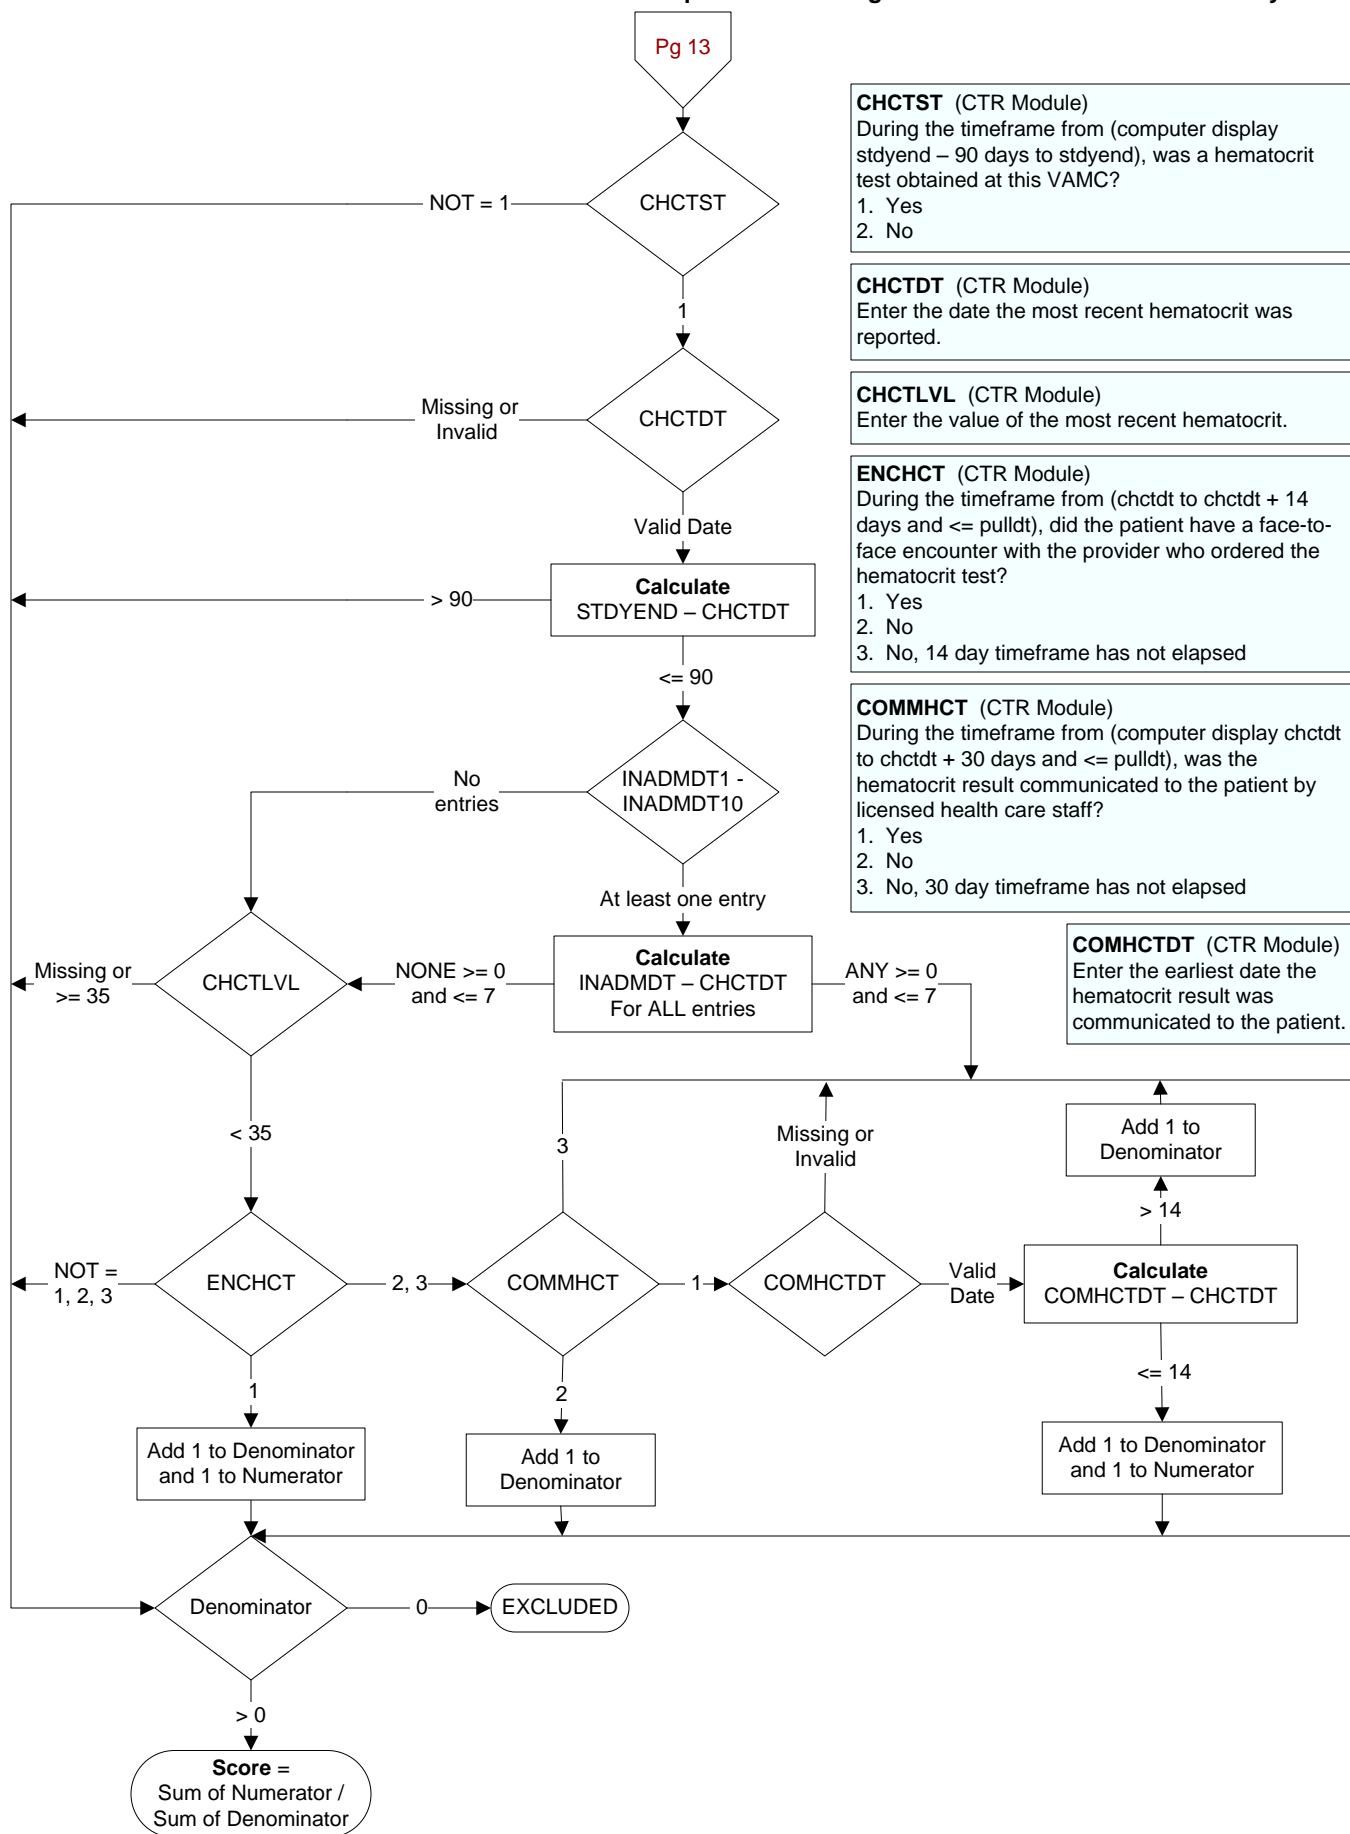 Pg 13
CHCTST (CTR Module)
During the timeframe from (computer display
stdyend – 90 days to stdyend), was a hematocrit
test obtained at this VAMC?
1. Yes
2. No
NOT = 1
CHCTST
1
CHCTDT (CTR Module)
Enter the date the most recent hematocrit was
reported.
Missing or
Invalid
CHCTDT
CHCTLVL (CTR Module)
Enter the value of the most recent hematocrit.
Valid Date
ENCHCT (CTR Module)
During the timeframe from (chctdt to chctdt + 14
days and <= pulldt), did the patient have a face-to-
face encounter with the provider who ordered the
hematocrit test?
1. Yes
2. No
3. No, 14 day timeframe has not elapsed
> 90
Calculate
STDYEND – CHCTDT
<= 90
COMMHCT (CTR Module)
During the timeframe from (computer display chctdt
to chctdt + 30 days and <= pulldt), was the
hematocrit result communicated to the patient by
licensed health care staff?
1. Yes
2. No
3. No, 30 day timeframe has not elapsed
No
entries
INADMDT1 -
INADMDT10
At least one entry
COMHCTDT (CTR Module)
Enter the earliest date the
hematocrit result was
communicated to the patient.
Missing or
>= 35
CHCTLVL
NONE >= 0
and <= 7
Calculate
INADMDT – CHCTDT
For ALL entries
ANY >= 0
and <= 7
< 35
3
Missing or
Invalid
Add 1 to
Denominator
> 14
NOT =
1, 2, 3
ENCHCT
2, 3
COMMHCT
1
COMHCTDT
Valid
Date
Calculate
COMHCTDT – CHCTDT
1
2
<= 14
Add 1 to Denominator
and 1 to Numerator
Add 1 to
Denominator
Add 1 to Denominator
and 1 to Numerator
Denominator
0
EXCLUDED
> 0
Score =
Sum of Numerator /
Sum of Denominator